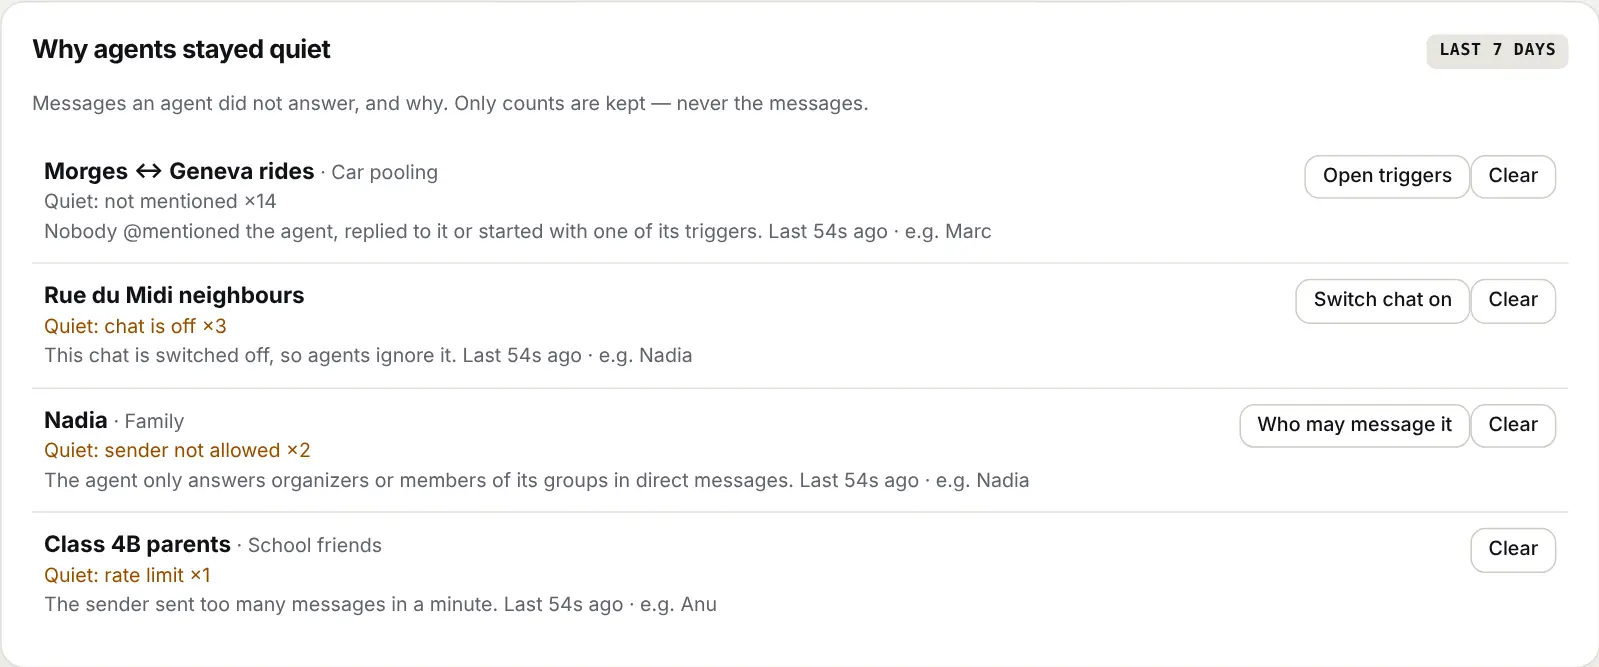 Why agents stayed quiet
LAST 7 DAYS
Messages an agent did not answer, and why. Only counts are kept — never the messages.
Morges ↔ Geneva rides · Car pooling
Open triggers
Clear
Quiet: not mentioned ×14
Nobody @mentioned the agent, replied to it or started with one of its triggers. Last 54s ago · e.g. Marc
Rue du Midi neighbours
Switch chat on
Clear
Quiet: chat is off ×3
This chat is switched off, so agents ignore it. Last 54s ago · e.g. Nadia
Nadia · Family
Who may message it
Clear
Quiet: sender not allowed ×2
The agent only answers organizers or members of its groups in direct messages. Last 54s ago · e.g. Nadia
Class 4B parents · School friends
Clear
Quiet: rate limit ×1
The sender sent too many messages in a minute. Last 54s ago · e.g. Anu